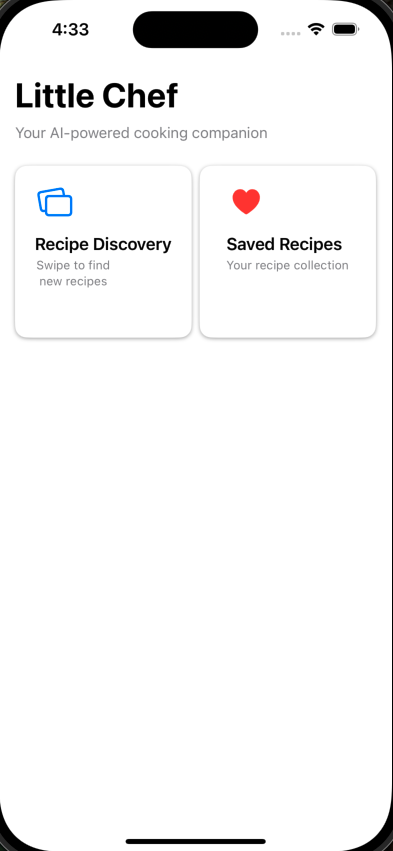 4:33
Little Chef
Your AI-powered cooking companion
Recipe Discovery
Swipe to find
new recipes
Saved Recipes
Your recipe collection